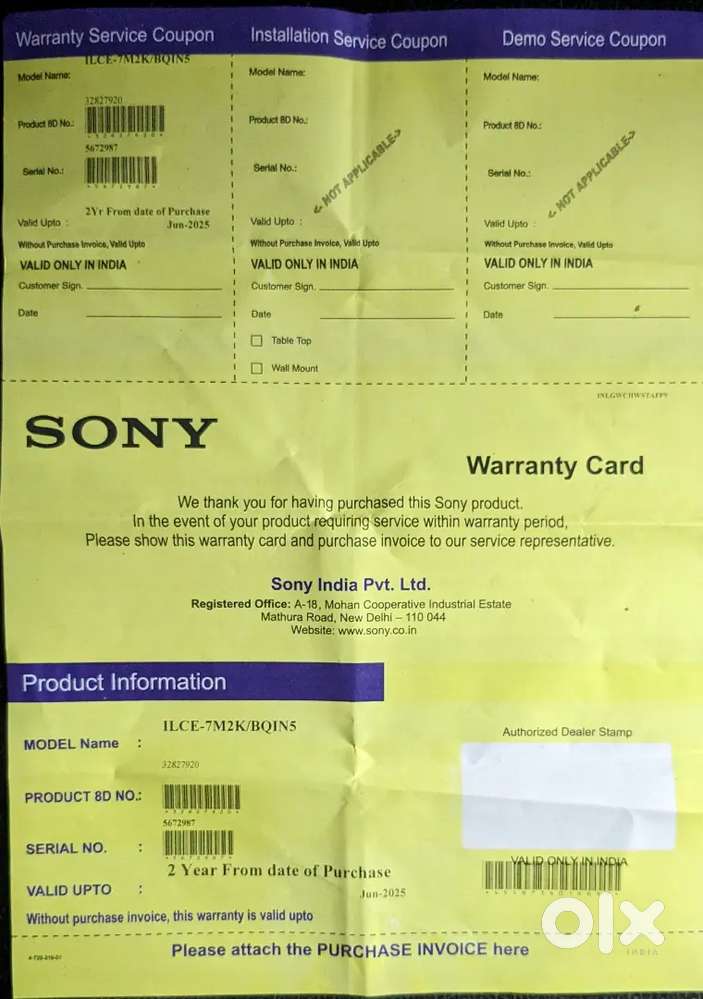 Warranty Service Coupon
ILCE-7M2K/BQIN5
Model Name:
32827920
Product 8D No.:
5672987
Serial No.:
2Yr From date of Purchase
Valid Upto :
Jun-2025
Without Purchase Invoice, Valid Upto
VALID ONLY IN INDIA
Customer Sign.
Date
Installation Service Coupon
Model Name:
Product 8D No.:
Serial No.:
<- NOT APPLICABLE->
Valid Upto :
Without Purchase Invoice, Valid Upto
VALID ONLY IN INDIA
Customer Sign.
Date
Table Top
Wall Mount
Demo Service Coupon
Model Name:
Product 8D No.:
Serial No.:
<- NOT APPLICABLE->
Valid Upto :
Without Purchase Invoice, Valid Upto
VALID ONLY IN INDIA
Customer Sign.
Date
SONY
Warranty Card
We thank you for having purchased this Sony product.
In the event of your product requiring service within warranty period,
Please show this warranty card and purchase invoice to our service representative.
Sony India Pvt. Ltd.
Registered Office: A-18, Mohan Cooperative Industrial Estate
Mathura Road, New Delhi – 110 044
Website: www.sony.co.in
Product Information
ILCE-7M2K/BQIN5
MODEL Name :
32827920
PRODUCT 8D NO.:
5672987
SERIAL NO. :
2 Year From date of Purchase
VALID UPTO :
Jun-2025
Without purchase invoice, this warranty is valid upto
Authorized Dealer Stamp
VALID ONLY IN INDIA
olx
INDIA
Please attach the PURCHASE INVOICE here